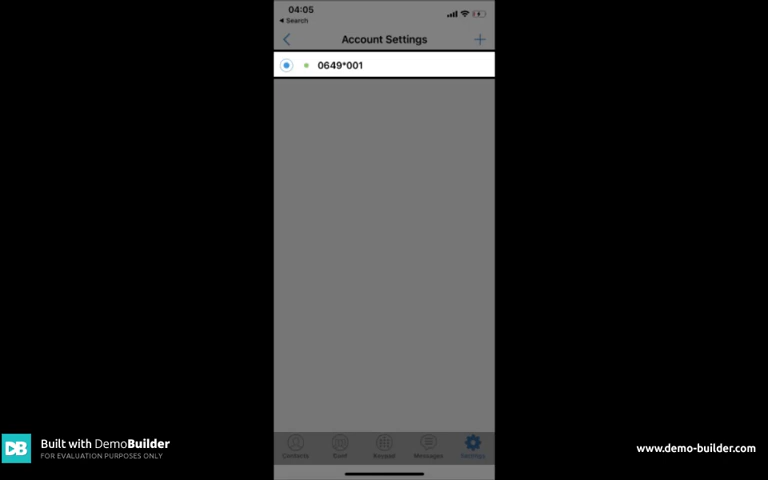 04:05
◀ Search
Account Settings
0649*001
Contacts
Keypad
Messages
Settings
Built with DemoBuilder
FOR EVALUATION PURPOSES ONLY
www.demo-builder.com